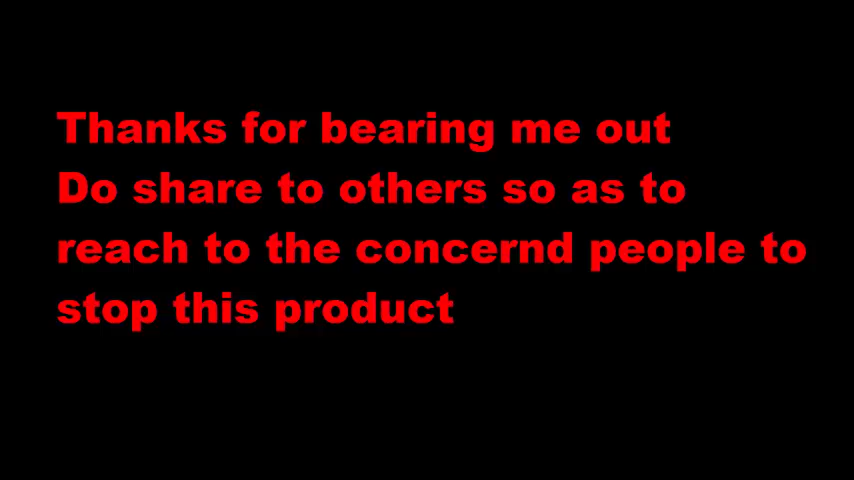 Thanks for bearing me out
Do share to others so as to
reach to the concernd people to
stop this product